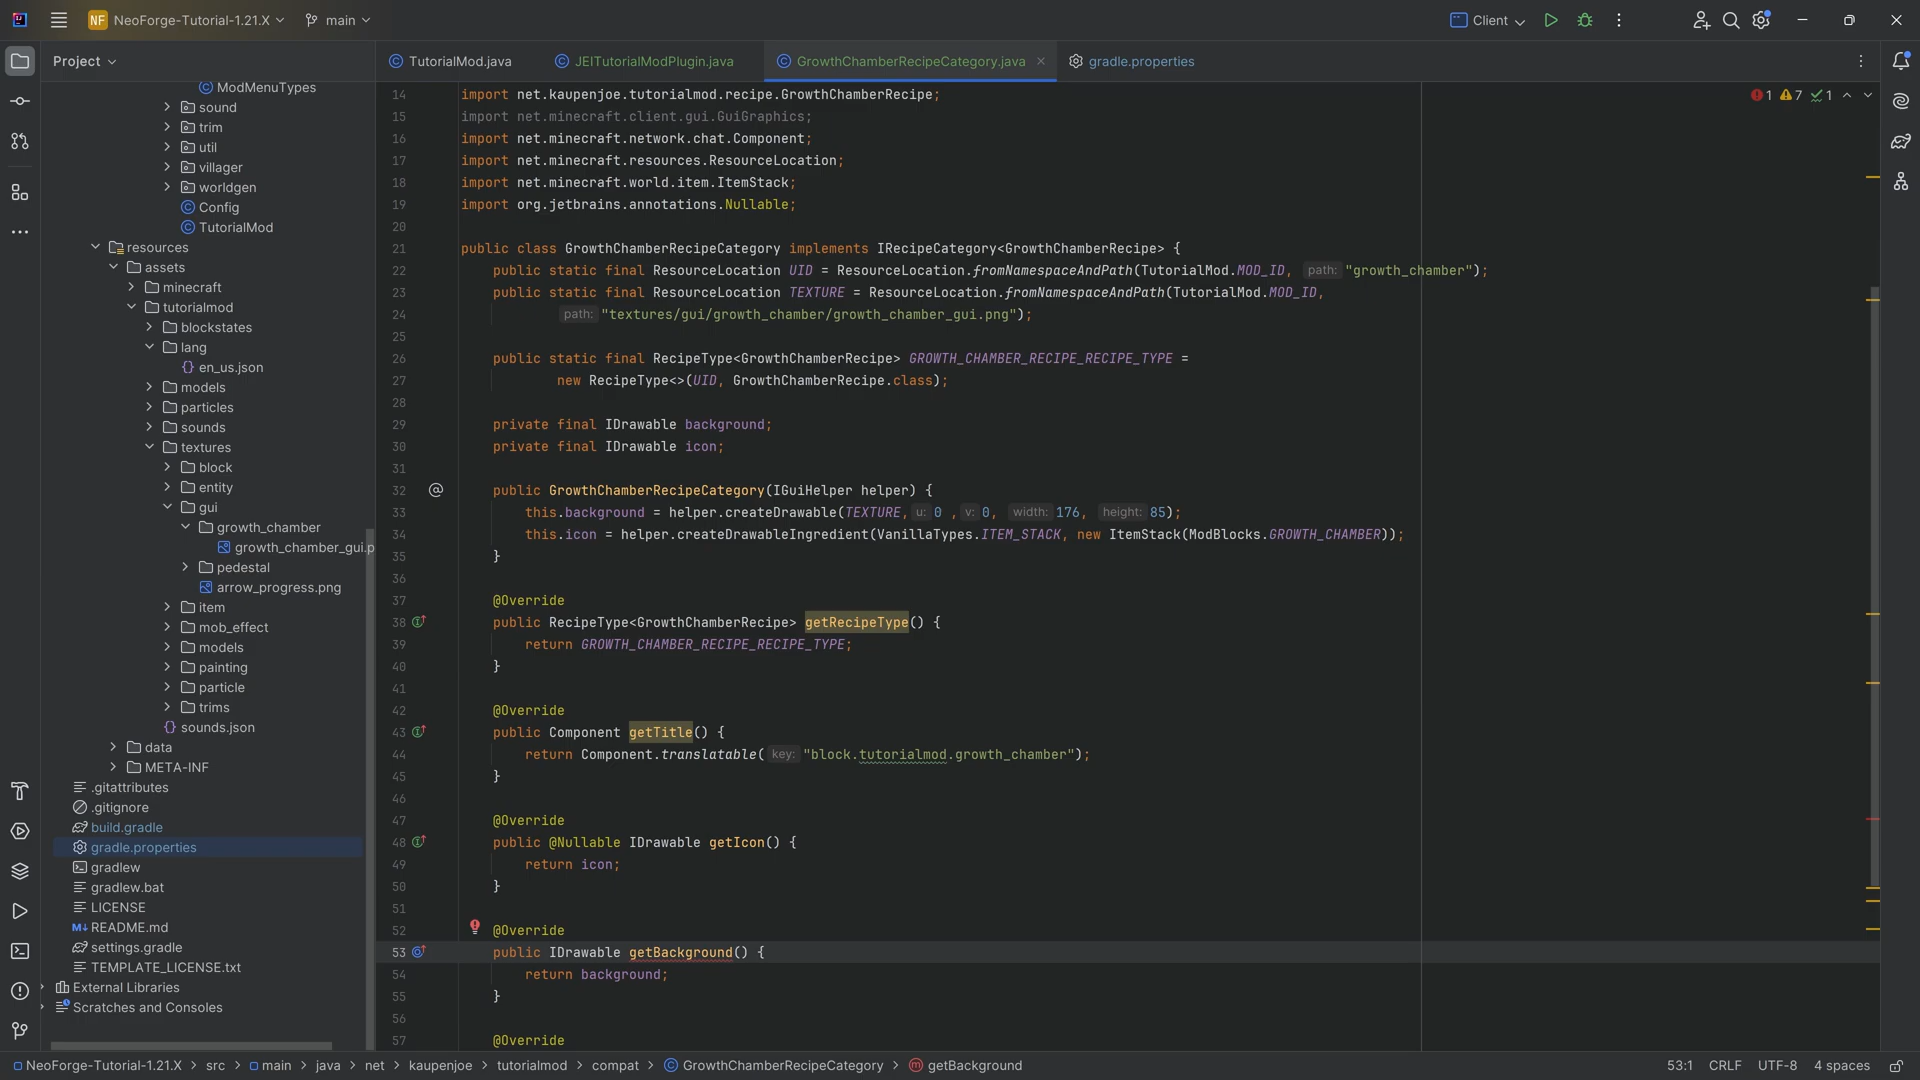 NF NeoForge-Tutorial-1.21.X main Client
Project
TutorialMod.java JEITutorialModPlugin.java GrowthChamberRecipeCategory.java gradle.properties
ModMenuTypes
sound
trim
util
villager
worldgen
Config
TutorialMod
resources
assets
minecraft
tutorialmod
blockstates
lang
en_us.json
models
particles
sounds
textures
block
entity
gui
growth_chamber
growth_chamber_gui.p
pedestal
arrow_progress.png
item
mob_effect
models
painting
particle
trims
sounds.json
data
META-INF
.gitattributes
.gitignore
build.gradle
gradle.properties
gradlew
gradlew.bat
LICENSE
README.md
settings.gradle
TEMPLATE_LICENSE.txt
External Libraries
Scratches and Consoles
1 7 1
14 import net.kaupenjoe.tutorialmod.recipe.GrowthChamberRecipe;
15 import net.minecraft.client.gui.GuiGraphics;
16 import net.minecraft.network.chat.Component;
17 import net.minecraft.resources.ResourceLocation;
18 import net.minecraft.world.item.ItemStack;
19 import org.jetbrains.annotations.Nullable;
20
21 public class GrowthChamberRecipeCategory implements IRecipeCategory<GrowthChamberRecipe> {
22 public static final ResourceLocation UID = ResourceLocation.fromNamespaceAndPath(TutorialMod.MOD_ID, path: "growth_chamber");
23 public static final ResourceLocation TEXTURE = ResourceLocation.fromNamespaceAndPath(TutorialMod.MOD_ID,
24 path: "textures/gui/growth_chamber/growth_chamber_gui.png");
25
26 public static final RecipeType<GrowthChamberRecipe> GROWTH_CHAMBER_RECIPE_RECIPE_TYPE =
27 new RecipeType<>(UID, GrowthChamberRecipe.class);
28
29 private final IDrawable background;
30 private final IDrawable icon;
31
32 public GrowthChamberRecipeCategory(IGuiHelper helper) {
33 this.background = helper.createDrawable(TEXTURE, u: 0 , v: 0, width: 176, height: 85);
34 this.icon = helper.createDrawableIngredient(VanillaTypes.ITEM_STACK, new ItemStack(ModBlocks.GROWTH_CHAMBER));
35 }
36
37 @Override
38 public RecipeType<GrowthChamberRecipe> getRecipeType() {
39 return GROWTH_CHAMBER_RECIPE_RECIPE_TYPE;
40 }
41
42 @Override
43 public Component getTitle() {
44 return Component.translatable( key: "block.tutorialmod.growth_chamber");
45 }
46
47 @Override
48 public @Nullable IDrawable getIcon() {
49 return icon;
50 }
51
52 @Override
53 public IDrawable getBackground() {
54 return background;
55 }
56
57 @Override
NeoForge-Tutorial-1.21.X > src > main > java > net > kaupenjoe > tutorialmod > compat > GrowthChamberRecipeCategory > getBackground 53:1 CRLF UTF-8 4 spaces